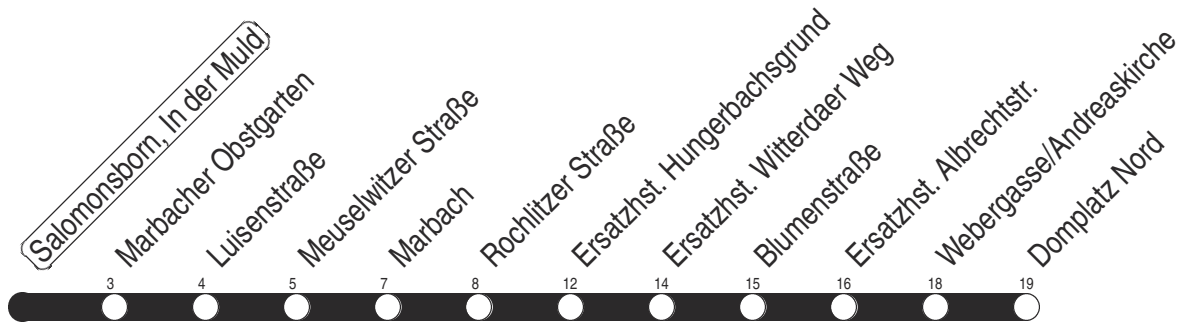 Salomonsborn, In der Muld
Marbacher Obstgarten
Luisenstraße
Meuselwitzer Straße
Marbach
Rochlitzer Straße
Ersatzhst. Hungerbachsgrund
Ersatzhst. Witterdaer Weg
Blumenstraße
Ersatzhst. Albrechtstr.
Webergasse/Andreaskirche
Domplatz Nord
3 4 5 7 8 12 14 15 16 18 19